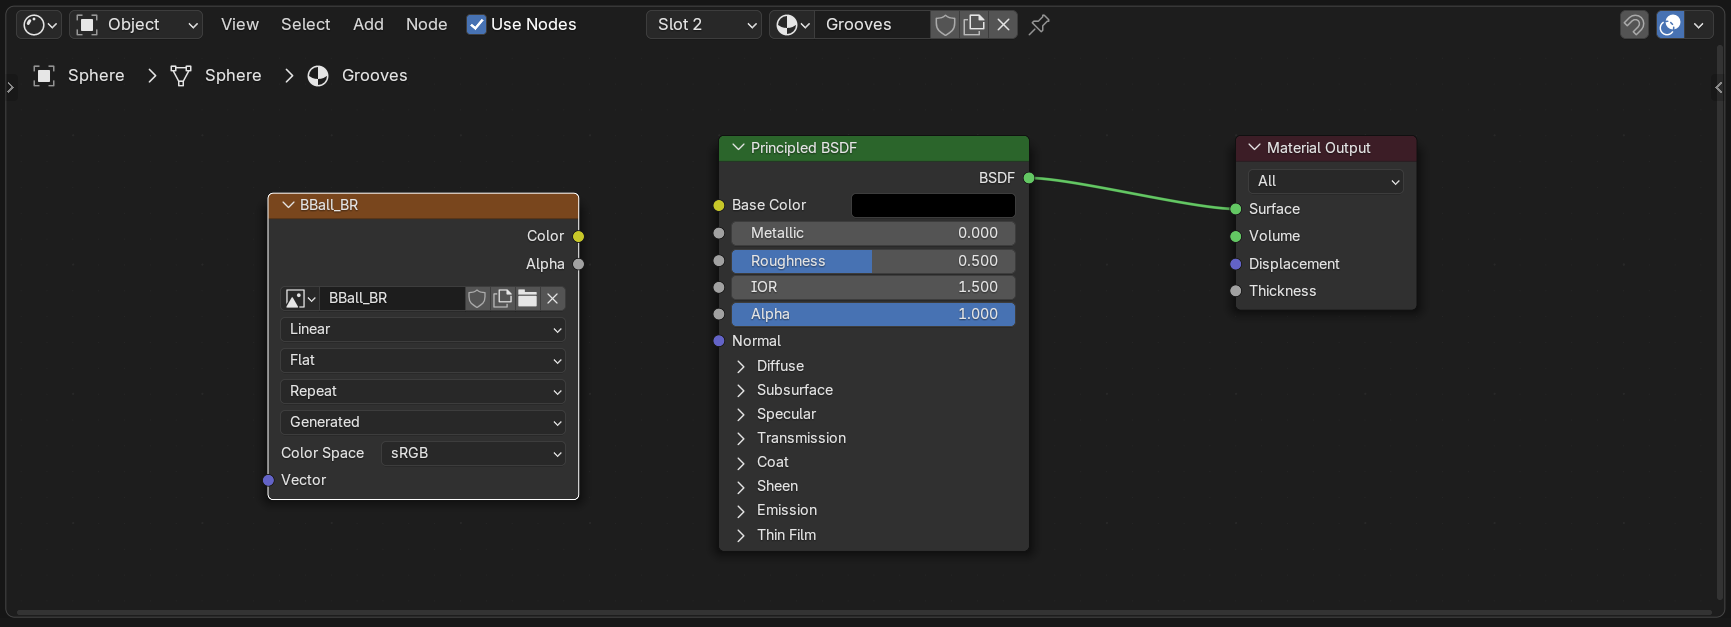 Object View Select Add Node Use Nodes Slot 2 Grooves
Sphere Sphere Grooves
BBall_BR
Color
Alpha
BBall_BR
Linear
Flat
Repeat
Generated
Color Space sRGB
Vector
Principled BSDF
BSDF
Base Color
Metallic 0.000
Roughness 0.500
IOR 1.500
Alpha 1.000
Normal
Diffuse
Subsurface
Specular
Transmission
Coat
Sheen
Emission
Thin Film
Material Output
All
Surface
Volume
Displacement
Thickness